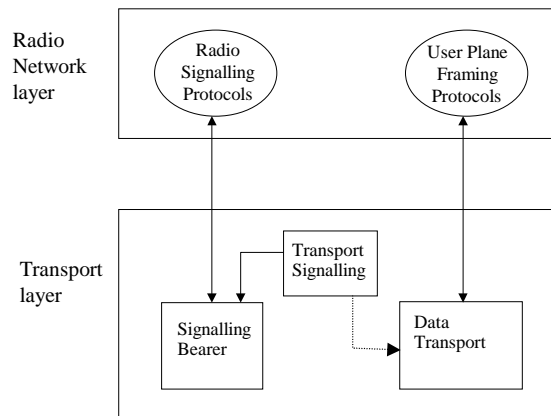 Radio
Network
layer
Radio
Signalling
Protocols
User Plane
Framing
Protocols
Transport
layer
Transport
Signalling
Signalling
Bearer
Data
Transport